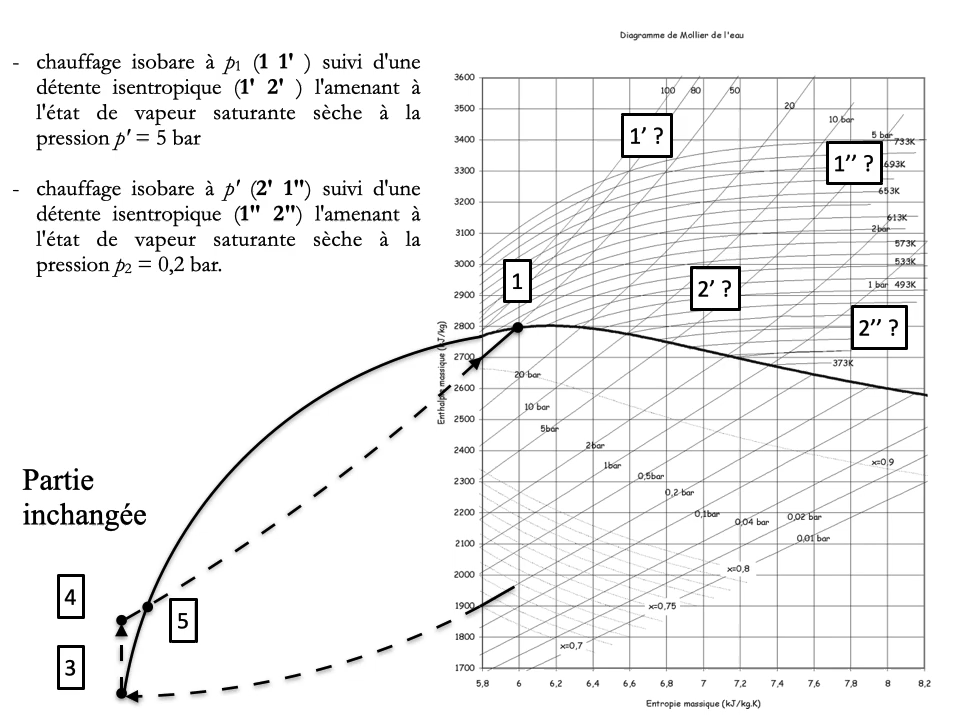 Diagramme de Mollier de l'eau
- chauffage isobare à p1 (1 1' ) suivi d'une
détente isentropique (1' 2' ) l'amenant à
l'état de vapeur saturante sèche à la
pression p' = 5 bar
- chauffage isobare à p' (2' 1") suivi d'une
détente isentropique (1" 2") l'amenant à
l'état de vapeur saturante sèche à la
pression p2 = 0,2 bar.
3600
3500
3400
3300
3200
3100
3000
2900
2800
2700
2600
2500
2400
2300
2200
2100
2000
1900
1800
1700
Enthalpie massique (kJ/kg)
100 80 50
20
10 bar
5 bar
733K
693K
653K
613K
2bar
573K
533K
1 bar 493K
373K
1' ?
1'' ?
1
2' ?
2'' ?
20 bar
10 bar
5bar
2bar
1bar
0,5bar
0,2 bar
0,1bar
0,04 bar
0,02 bar
0,01 bar
x=0,9
x=0,8
x=0,75
x=0,7
Partie
inchangée
4
5
3
5,8 6 6,2 6,4 6,6 6,8 7 7,2 7,4 7,6 7,8 8 8,2
Entropie massique (kJ/kg.K)